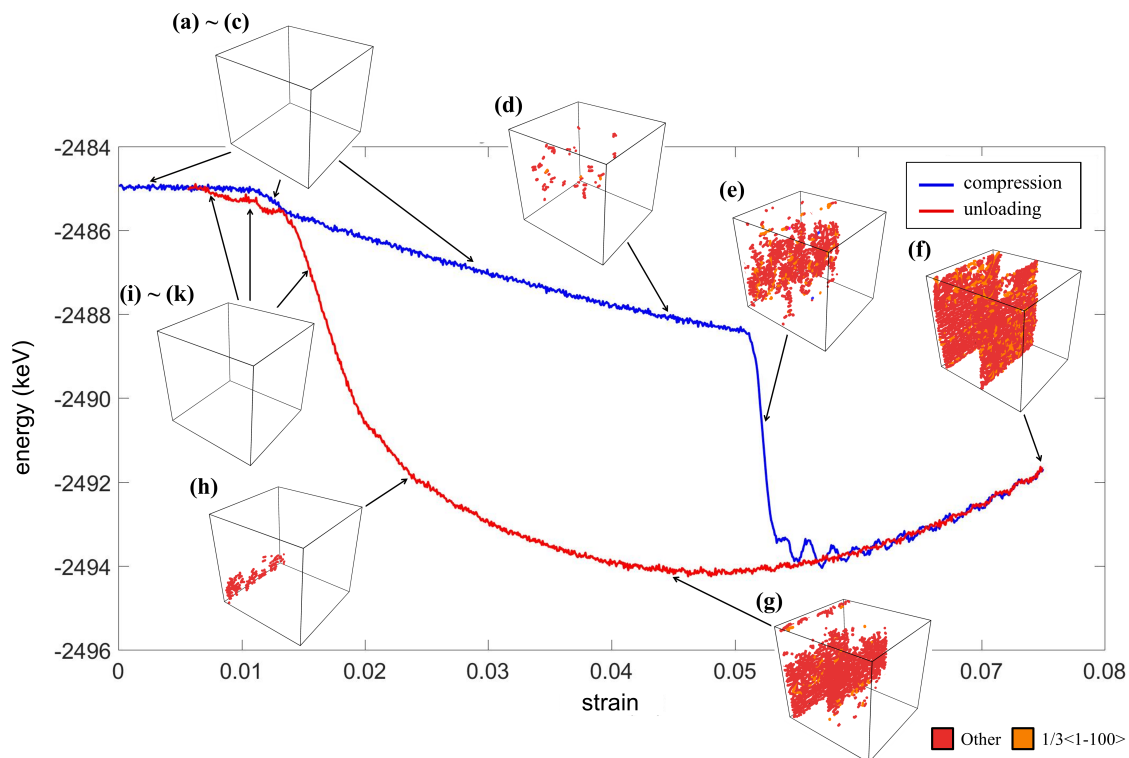 (a) ~ (c)
(d)
-2484
compression
unloading
(e)
(f)
-2486
(i) ~ (k)
-2488
-2490
energy (keV)
-2492
(h)
-2494
(g)
-2496
0
0.01
0.02
0.03
0.04
0.05
0.06
0.07
0.08
strain
Other
1/3<1-100>